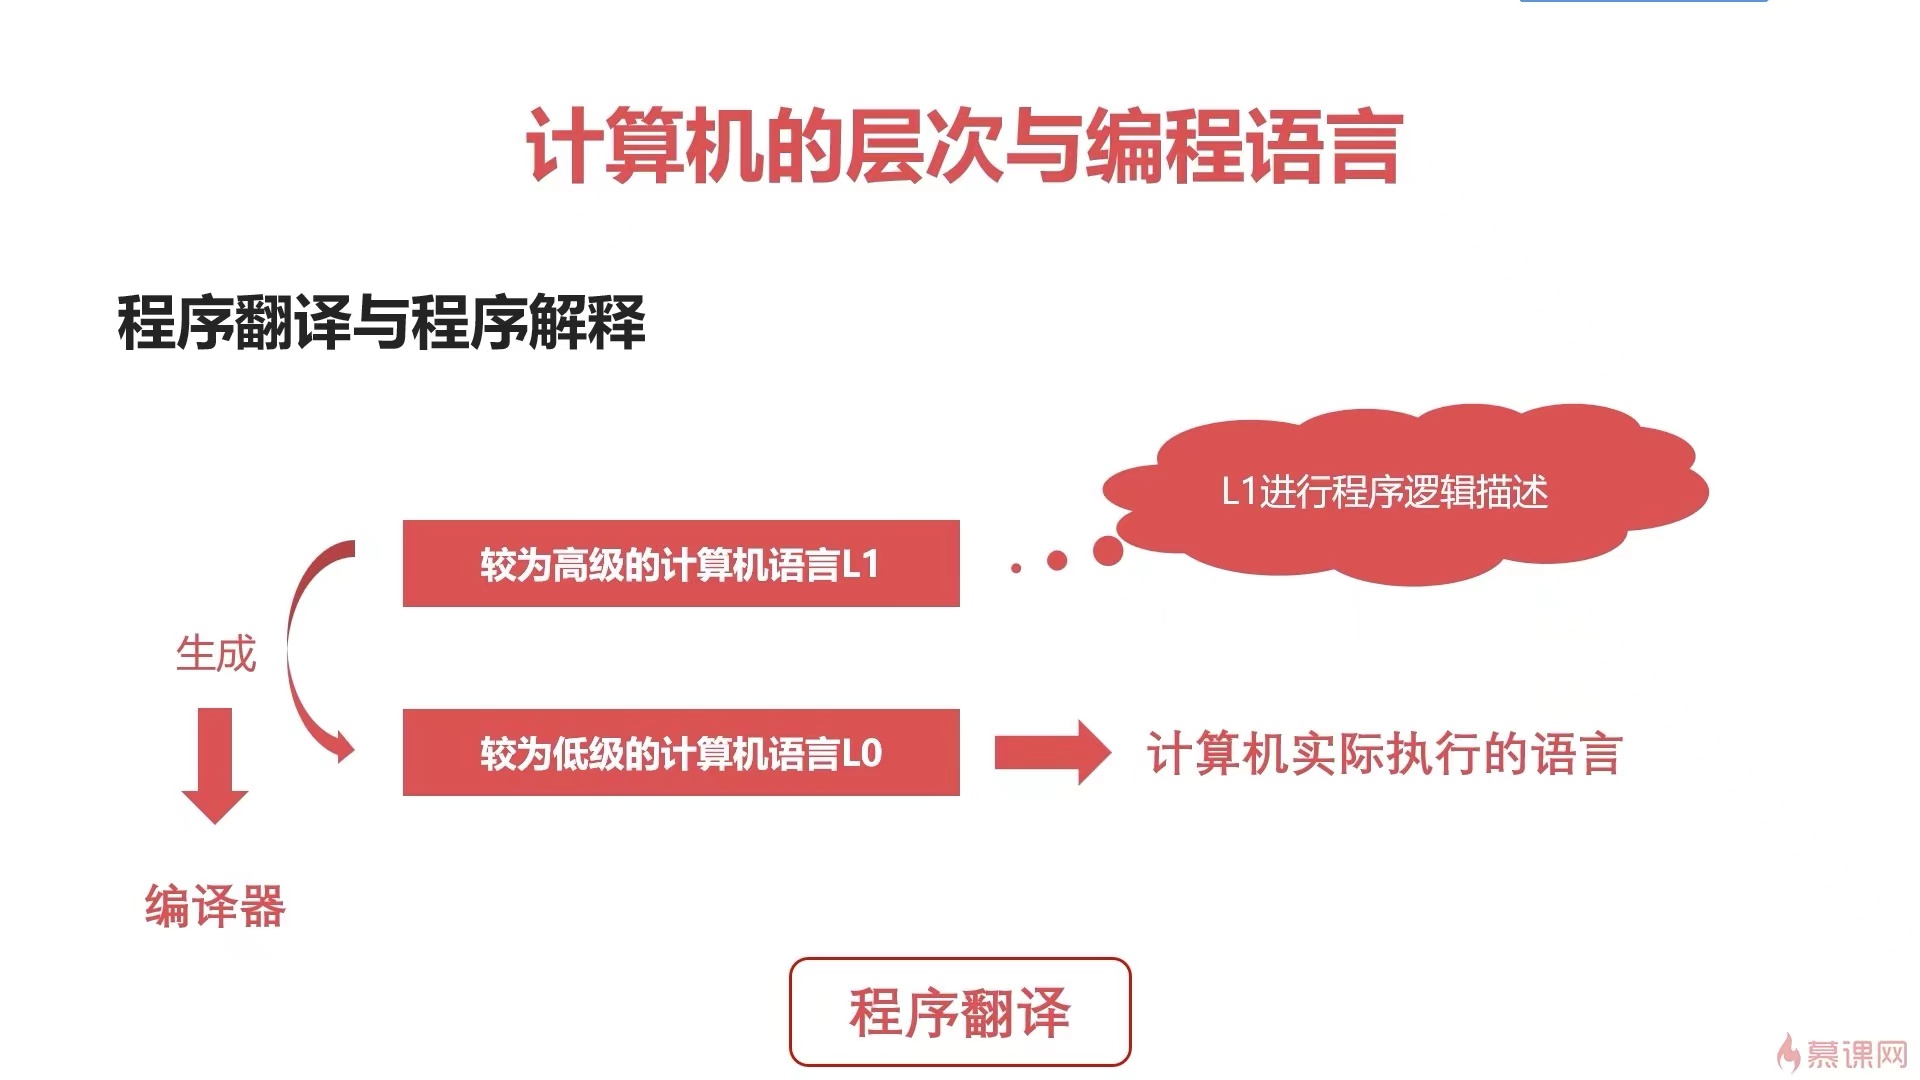 计算机的层次与编程语言
程序翻译与程序解释
L1进行程序逻辑描述
较为高级的计算机语言L1
生成
较为低级的计算机语言L0
计算机实际执行的语言
编译器
程序翻译
慕课网